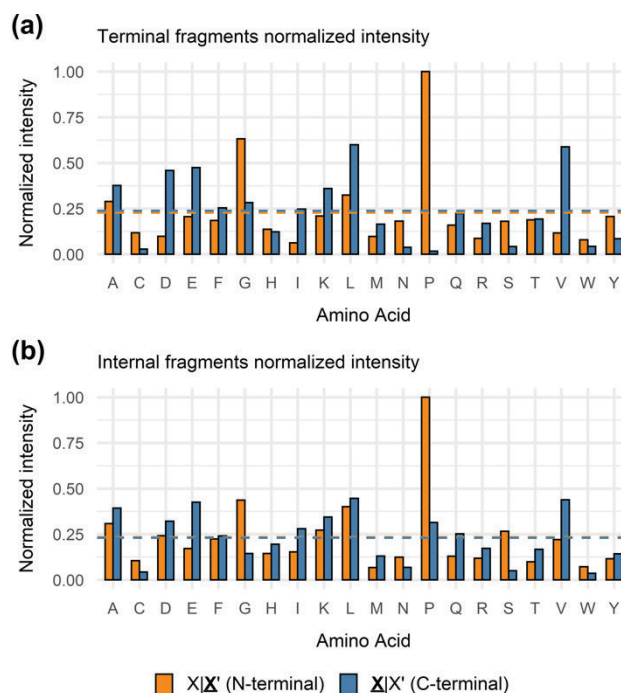 (a)
Terminal fragments normalized intensity
Normalized intensity
1.00
0.75
0.50
0.25
0.00
A C D E F G H I K L M N P Q R S T V W Y
Amino Acid
(b)
Internal fragments normalized intensity
Normalized intensity
1.00
0.75
0.50
0.25
0.00
A C D E F G H I K L M N P Q R S T V W Y
Amino Acid
X|X' (N-terminal) X|X' (C-terminal)